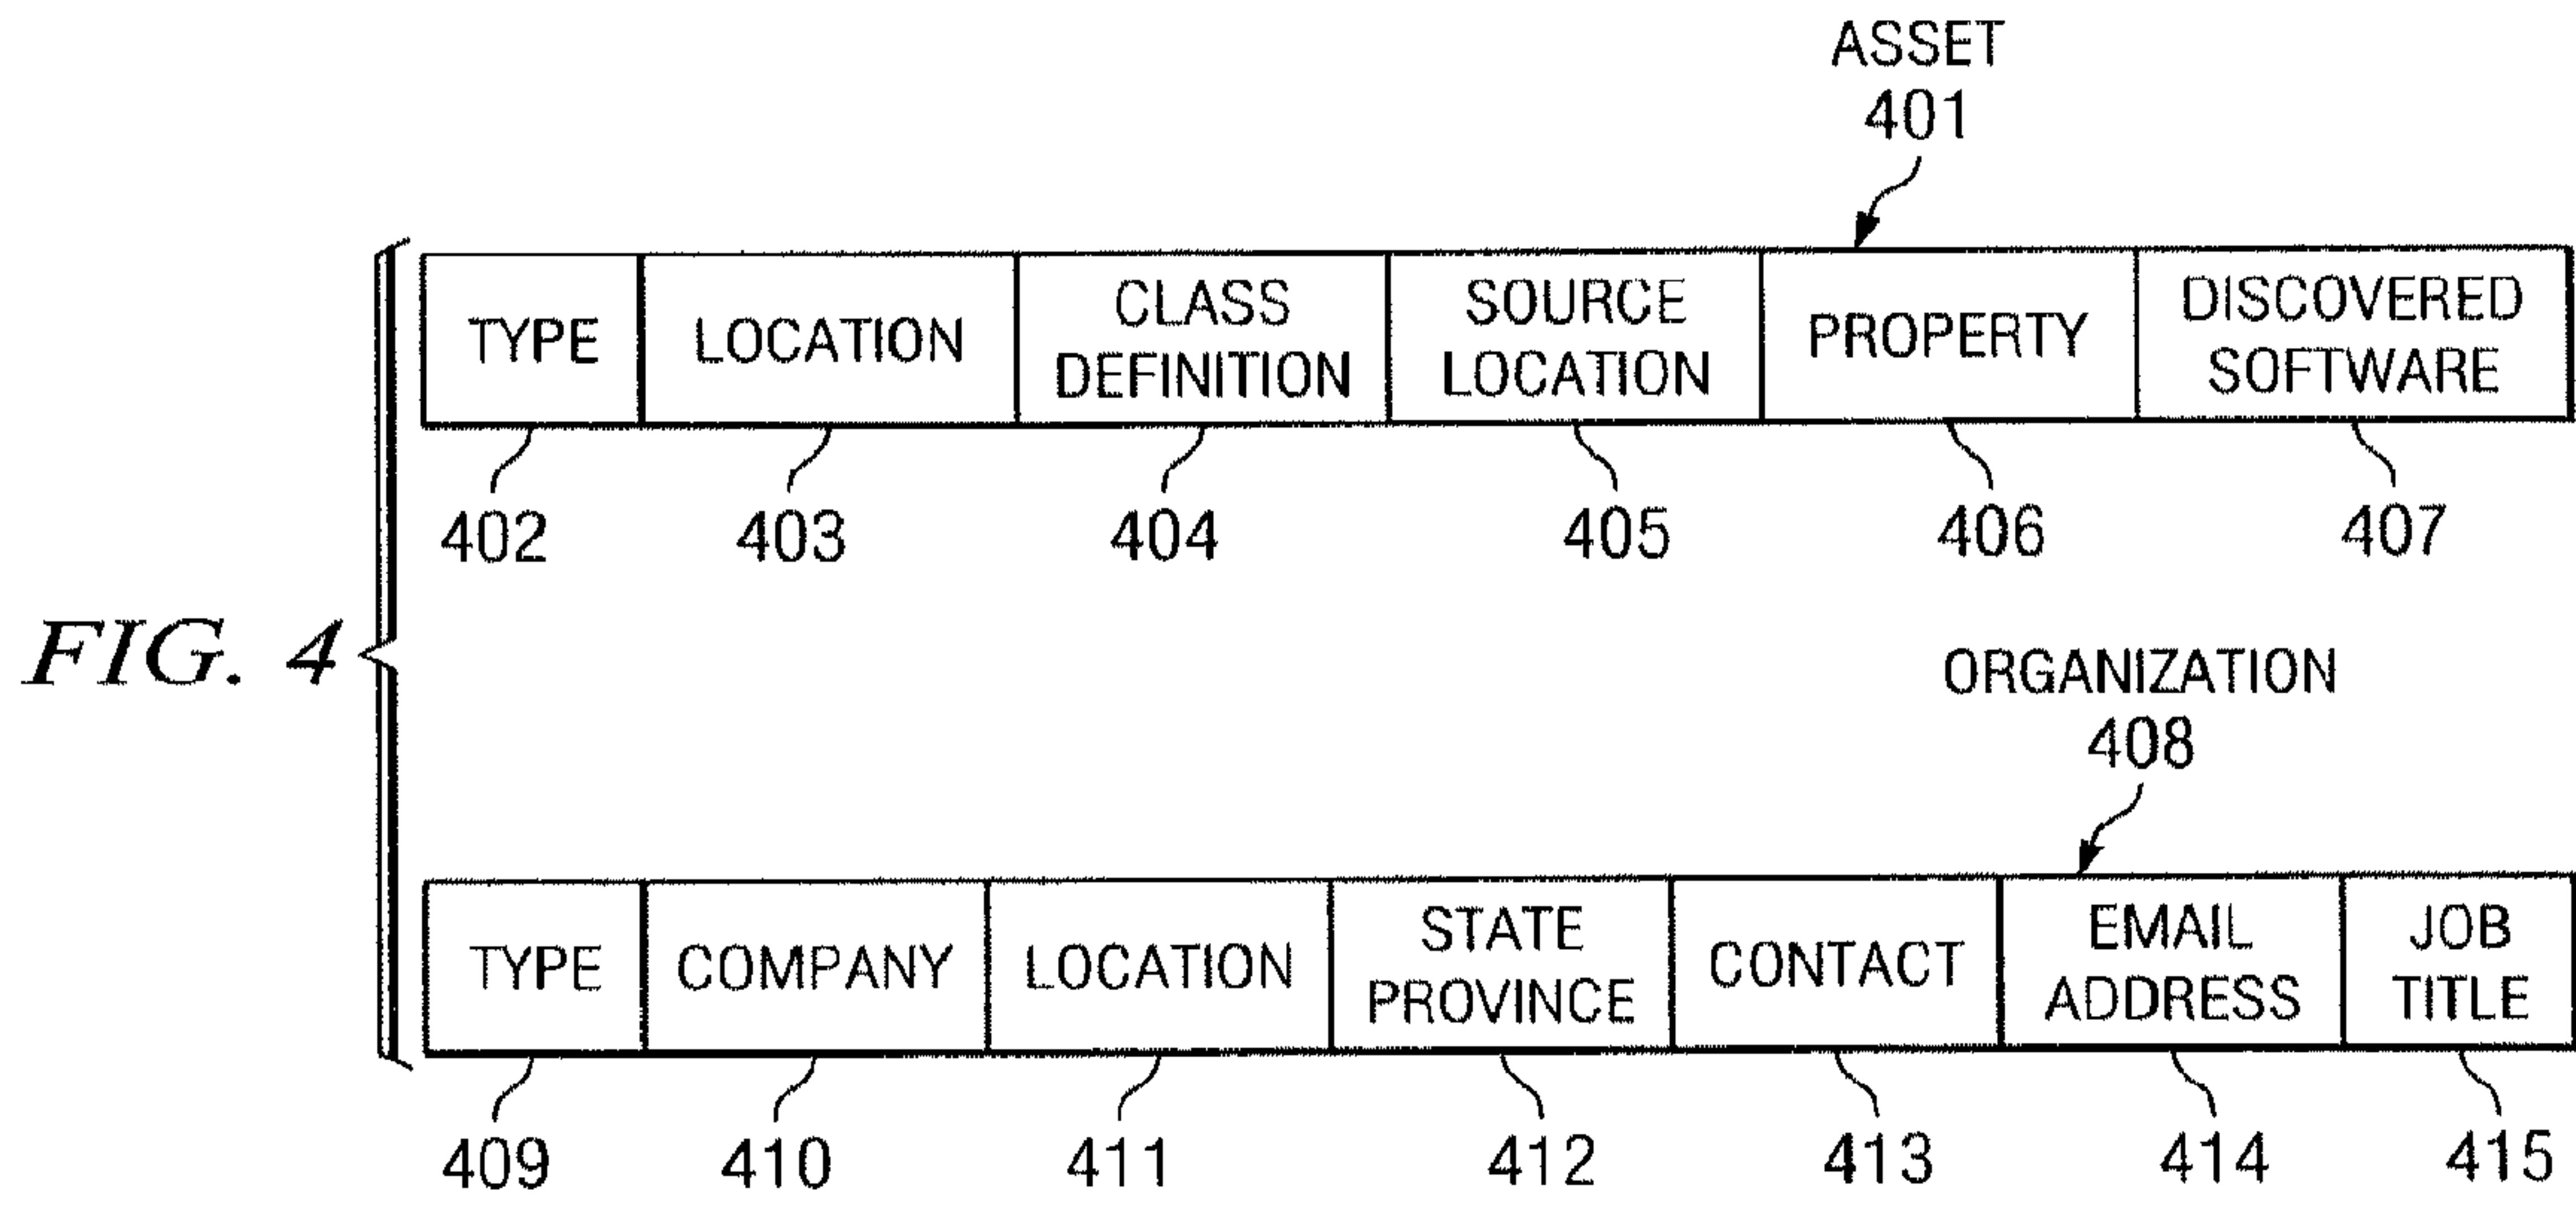 ASSET
401
TYPE
LOCATION
CLASS
DEFINITION
SOURCE
LOCATION
PROPERTY
DISCOVERED
SOFTWARE
402 403 404 405 406 407
FIG. 4
ORGANIZATION
408
TYPE
COMPANY
LOCATION
STATE
PROVINCE
CONTACT
EMAIL
ADDRESS
JOB
TITLE
409 410 411 412 413 414 415